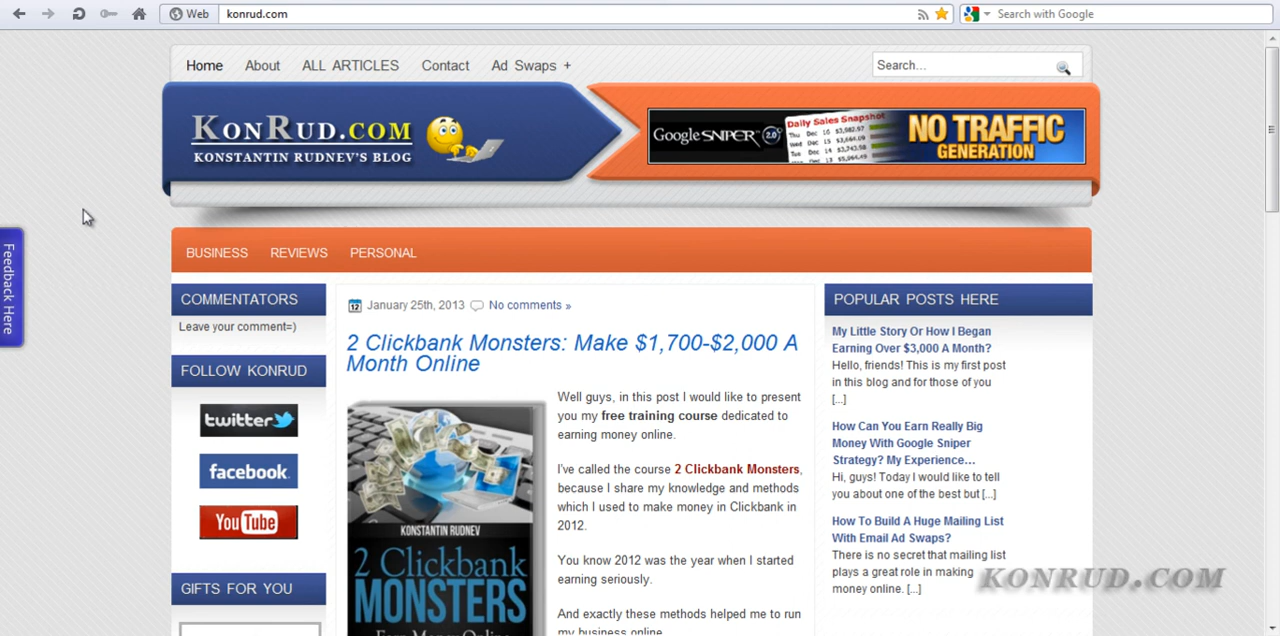 Web
konrud.com
Search with Google
Home
About
ALL ARTICLES
Contact
Ad Swaps +
Search...
KONRUD.COM
KONSTANTIN RUDNEV'S BLOG
GOOGLE SNIPER 2.0
Daily Sales Snapshot
NO TRAFFIC
GENERATION
Feedback Here
BUSINESS
REVIEWS
PERSONAL
COMMENTATORS
Leave your comment=)
FOLLOW KONRUD
twitter
facebook
YouTube
GIFTS FOR YOU
12
January 25th, 2013
No comments »
2 Clickbank Monsters: Make $1,700-$2,000 A
Month Online
KONSTANTIN RUDNEV
2 Clickbank
MONSTERS
Earn Money Online
Well guys, in this post I would like to present
you my free training course dedicated to
earning money online.
I've called the course 2 Clickbank Monsters,
because I share my knowledge and methods
which I used to make money in Clickbank in
2012.
You know 2012 was the year when I started
earning seriously.
And exactly these methods helped me to run
my business online
POPULAR POSTS HERE
My Little Story Or How I Began
Earning Over $3,000 A Month?
Hello, friends! This is my first post
in this blog and for those of you
[...]
How Can You Earn Really Big
Money With Google Sniper
Strategy? My Experience...
Hi, guys! Today I would like to tell
you about one of the best but [...]
How To Build A Huge Mailing List
With Email Ad Swaps?
There is no secret that mailing list
plays a great role in making
money online. [...]
KONRUD.COM